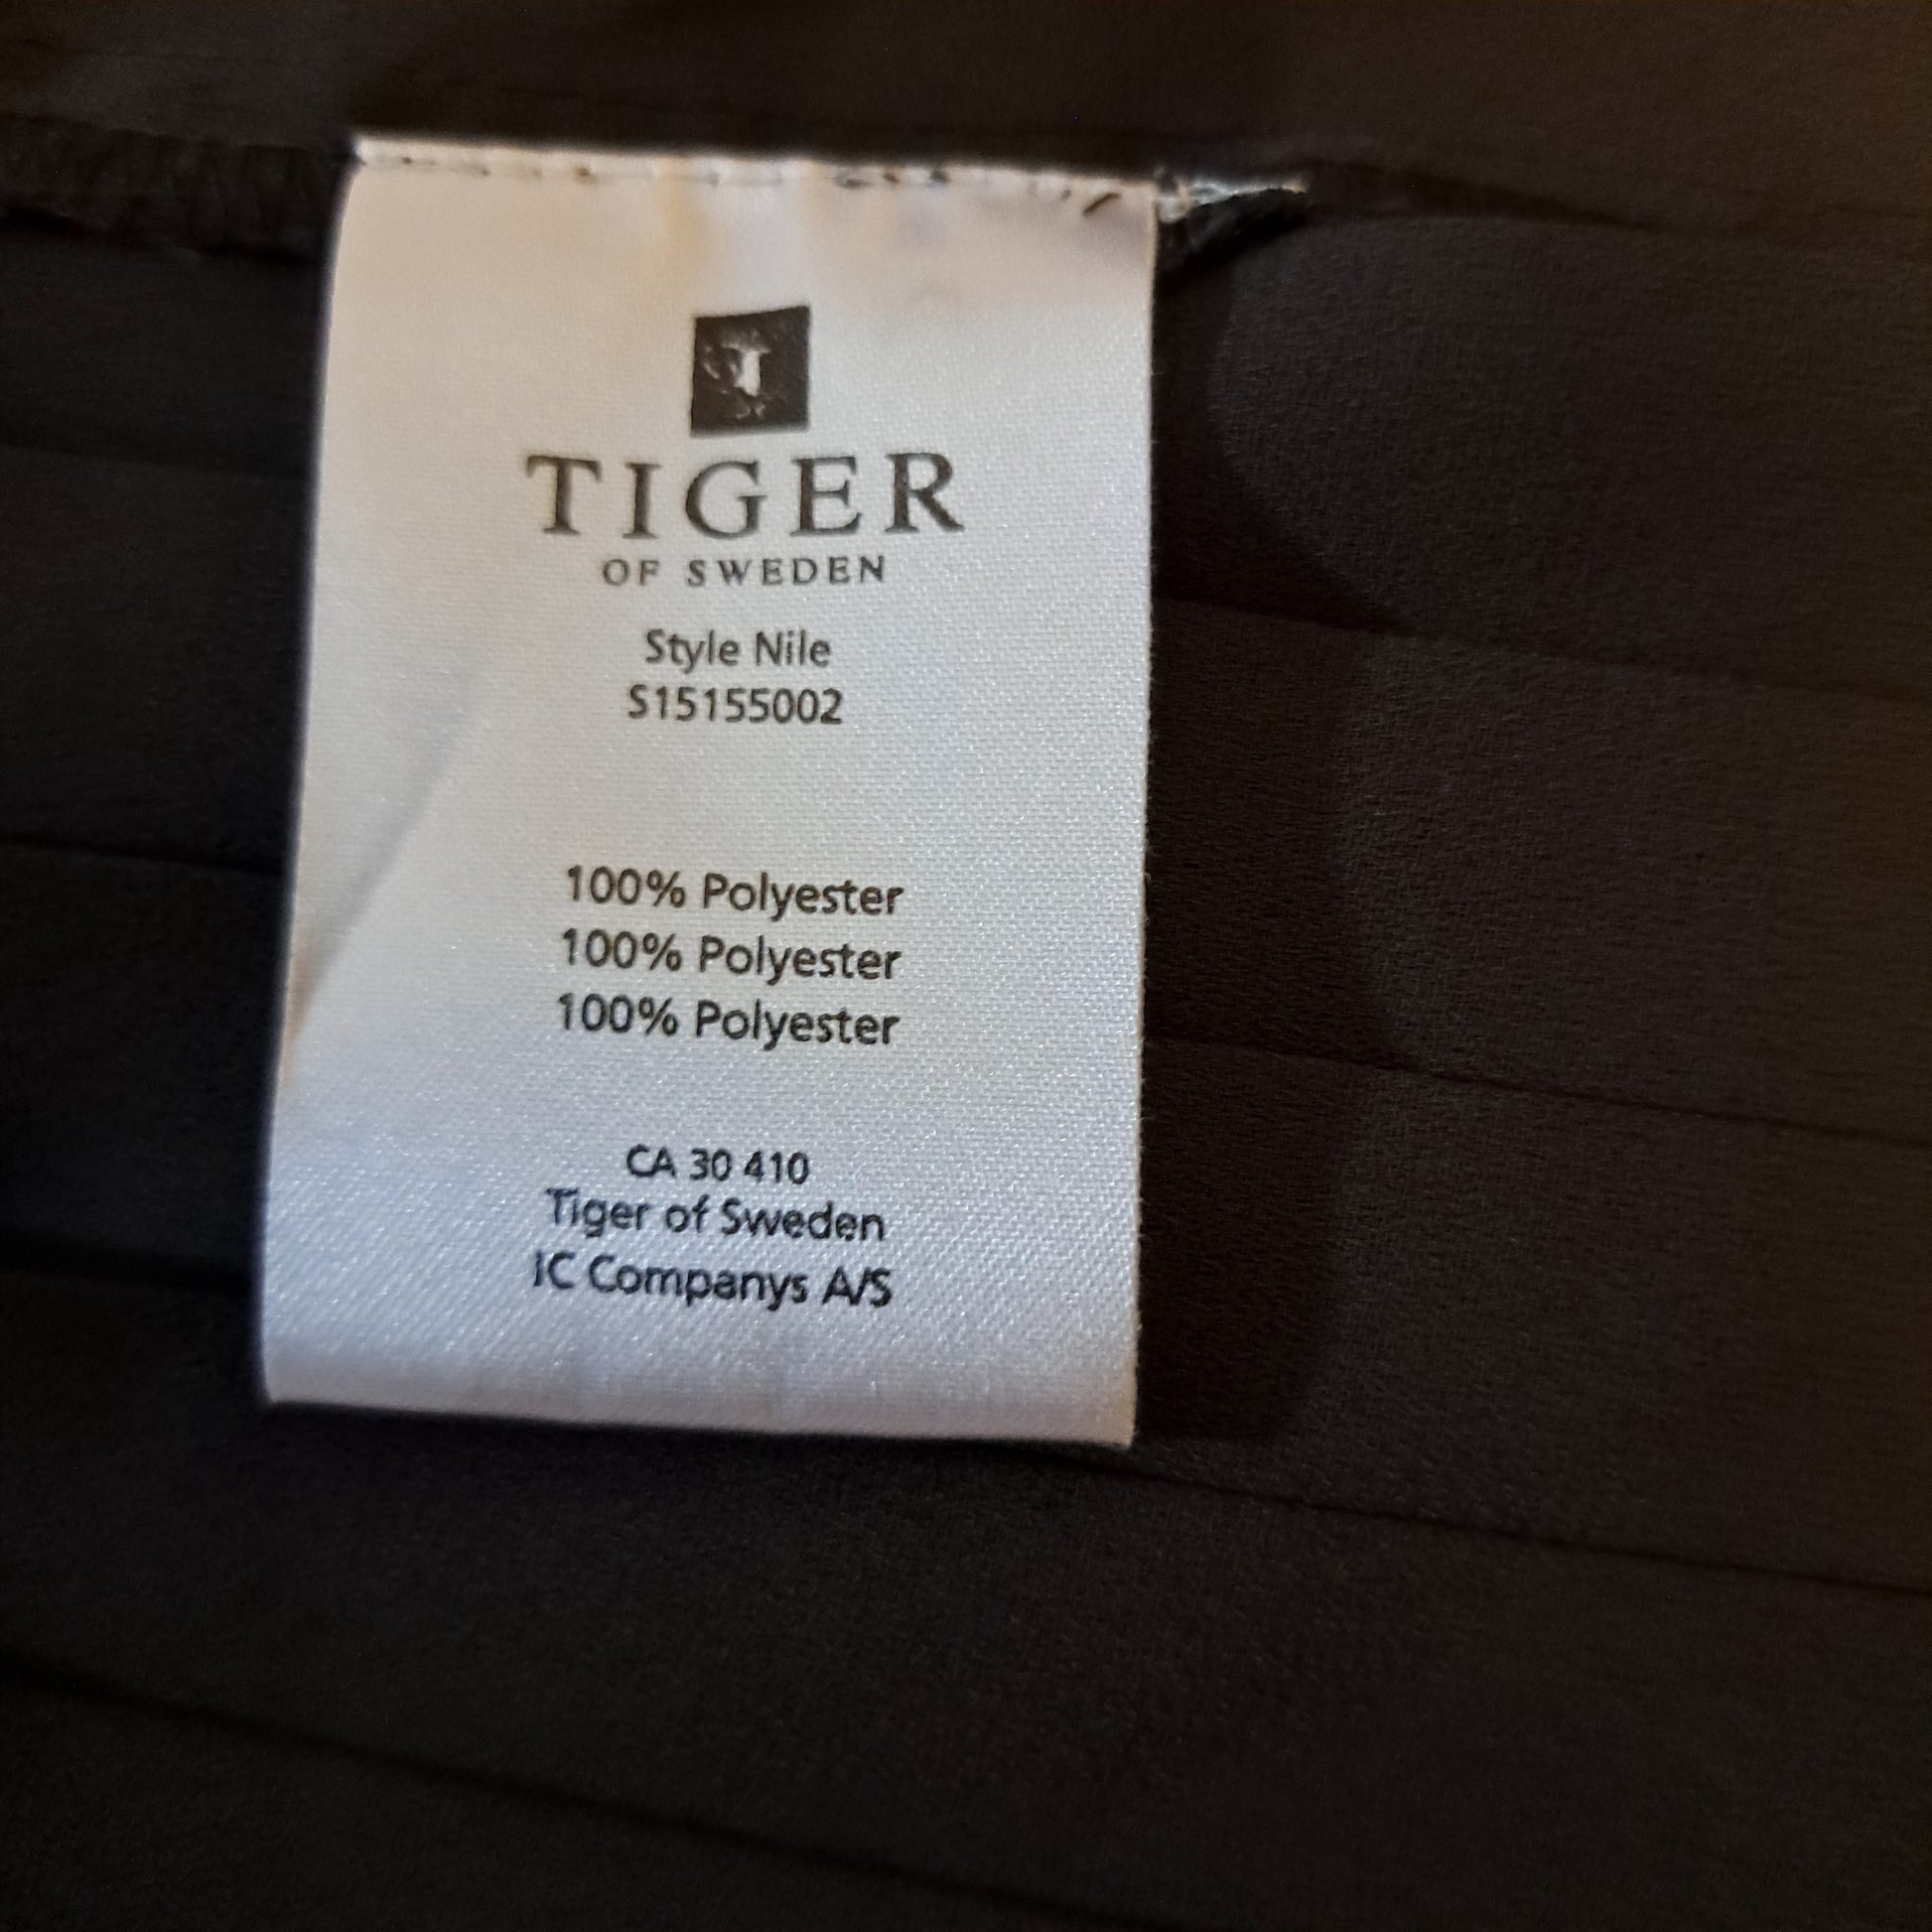 TIGER
OF SWEDEN
Style Nile
S15155002
100% Polyester
100% Polyester
100% Polyester
CA 30 410
Tiger of Sweden
IC Companys A/S